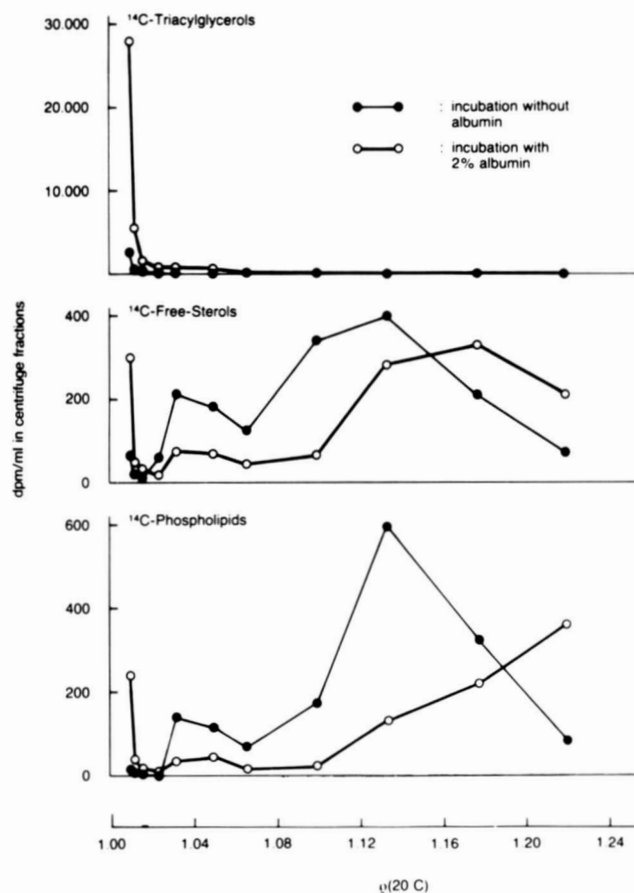 ¹⁴C-Triacylglycerols
30.000
20.000
10.000
0
: incubation without
albumin
: incubation with
2% albumin
dpm/ml in centrifuge fractions
¹⁴C-Free-Sterols
400
200
0
¹⁴C-Phospholipids
600
400
200
0
1.00
1.04
1.08
1.12
1.16
1.20
1.24
ϱ(20 C)